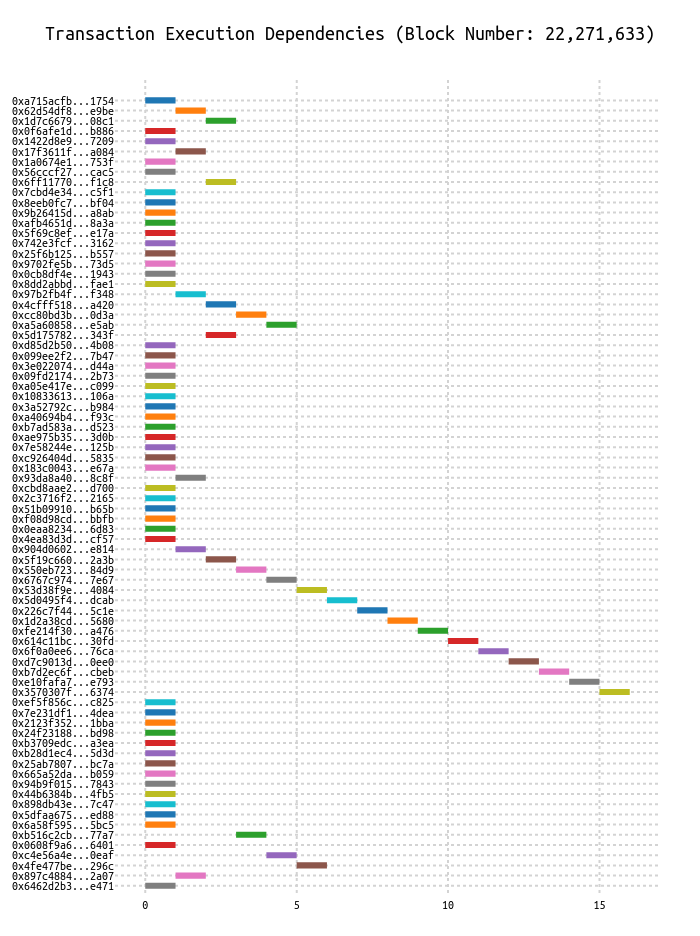 Transaction Execution Dependencies (Block Number: 22,271,633)
0xa715acfb...1754
0x62d54df8...e9be
0x1d7c6679...08c1
0x0f6afe1d...b886
0x1422d8e9...7209
0x17f3611f...a084
0x1a0674e1...753f
0x56cccf27...cac5
0x6ff11770...f1c8
0x7cbd4e34...c5f1
0x8eeb0fc7...bf04
0x9b26415d...a8ab
0xafb4651d...8a3a
0x5f69c8ef...e17a
0x742e3fcf...3162
0x25f6b125...b557
0x9702fe5b...73d5
0x0cb8df4e...1943
0x8dd2abbd...fae1
0x97b2fb4f...f348
0x4cfff518...a420
0xcc80bd3b...0d3a
0xa5a60858...e5ab
0x5d175782...343f
0xd85d2b50...4b08
0x099ee2f2...7b47
0x3e022074...d44a
0x09fd2174...2b73
0xa05e417e...c099
0x10833613...106a
0x3a52792c...b984
0xa40694b4...f93c
0xb7ad583a...d523
0xae975b35...3d0b
0x7e58244e...125b
0xc926404d...5835
0x183c0043...e67a
0x93da8a40...8c8f
0xcbd8aae2...d700
0x2c3716f2...2165
0x51b09910...b65b
0xf08d98cd...bbfb
0x0eaa8234...6d83
0x4ea83d3d...cf57
0x904d0602...e814
0x5f19c660...2a3b
0x550eb723...84d9
0x6767c974...7e67
0x53d38f9e...4084
0x5d0495f4...dcab
0x226c7f44...5c1e
0x1d2a38cd...5680
0xfe214f30...a476
0x614c11bc...30fd
0x6f0a0ee6...76ca
0xd7c9013d...0ee0
0xb7d2ec6f...cbeb
0xe10fafa7...e793
0x3570307f...6374
0xef5f856c...c825
0x7e231df1...4dea
0x2123f352...1bba
0x24f23188...bd98
0xb3709edc...a3ea
0xb28d1ec4...5d3d
0x25ab7807...bc7a
0x665a52da...b059
0x94b9f015...7843
0x44b6384b...4fb5
0x898db43e...7c47
0x5dfaa675...ed88
0x6a58f595...5bc5
0xb516c2cb...77a7
0x0608f9a6...6401
0xc4e56a4e...0eaf
0x4fe477be...296c
0x897c4884...2a07
0x6462d2b3...e471
0 5 10 15